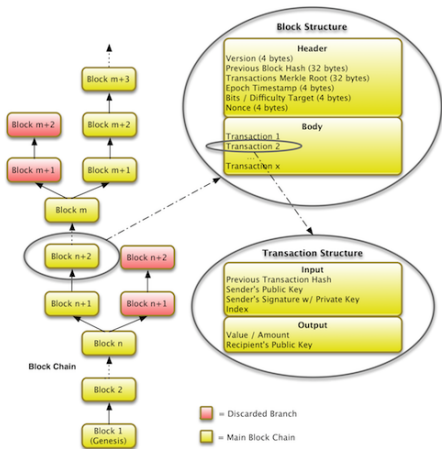 Block Structure
Header
Version (4 bytes)
Previous Block Hash (32 bytes)
Transactions Merkle Root (32 bytes)
Epoch Timestamp (4 bytes)
Bits / Difficulty Target (4 bytes)
Nonce (4 bytes)
Body
Transaction 1
Transaction 2
...
Transaction x
Block m+3
Block m+2
Block m+2
Block m+1
Block m+1
Block m
Block n+2
Block n+2
Block n+1
Block n+1
Block n
Block Chain
Block 2
Block 1
(Genesis)
Transaction Structure
Input
Previous Transaction Hash
Sender's Public Key
Sender's Signature w/ Private Key
Index
Output
Value / Amount
Recipient's Public Key
= Discarded Branch
= Main Block Chain